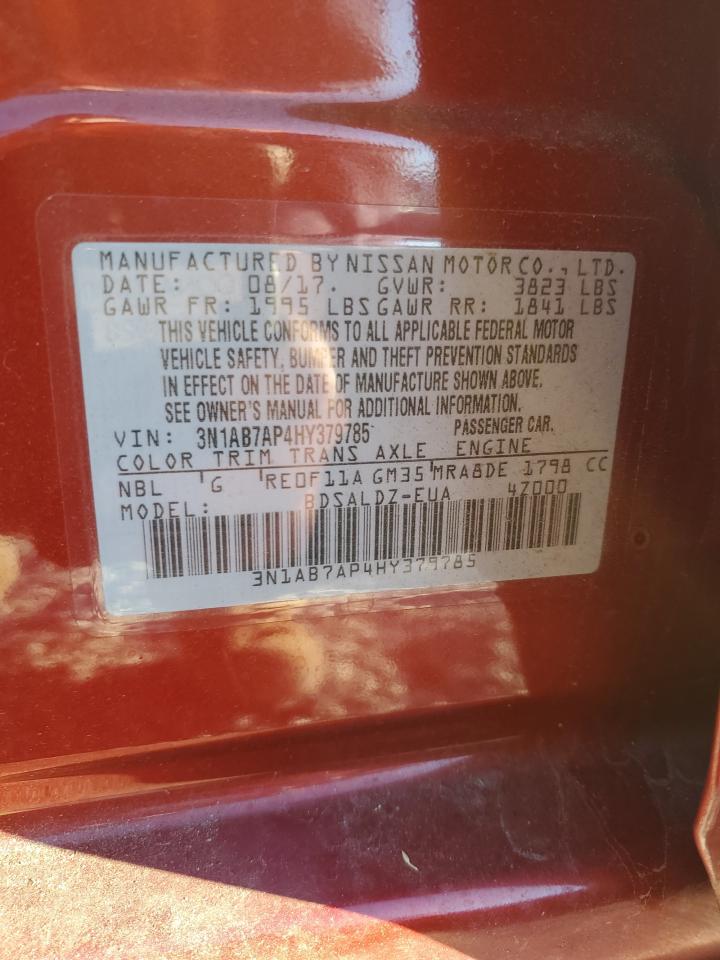 MANUFACTURED BY NISSAN MOTOR CO., LTD.
DATE: 08/17. GVWR: 3823 LBS
GAWR FR: 1995 LBS GAWR RR: 1841 LBS
THIS VEHICLE CONFORMS TO ALL APPLICABLE FEDERAL MOTOR
VEHICLE SAFETY, BUMPER AND THEFT PREVENTION STANDARDS
IN EFFECT ON THE DATE OF MANUFACTURE SHOWN ABOVE.
SEE OWNER'S MANUAL FOR ADDITIONAL INFORMATION.
VIN: 3N1AB7AP4HY379785 PASSENGER CAR.
COLOR TRIM TRANS AXLE ENGINE
NBL G RE0F11A GM35 MRA8DE 1798 CC
MODEL: BDSALDZ-EUA 4Z000
3N1AB7AP4HY379785